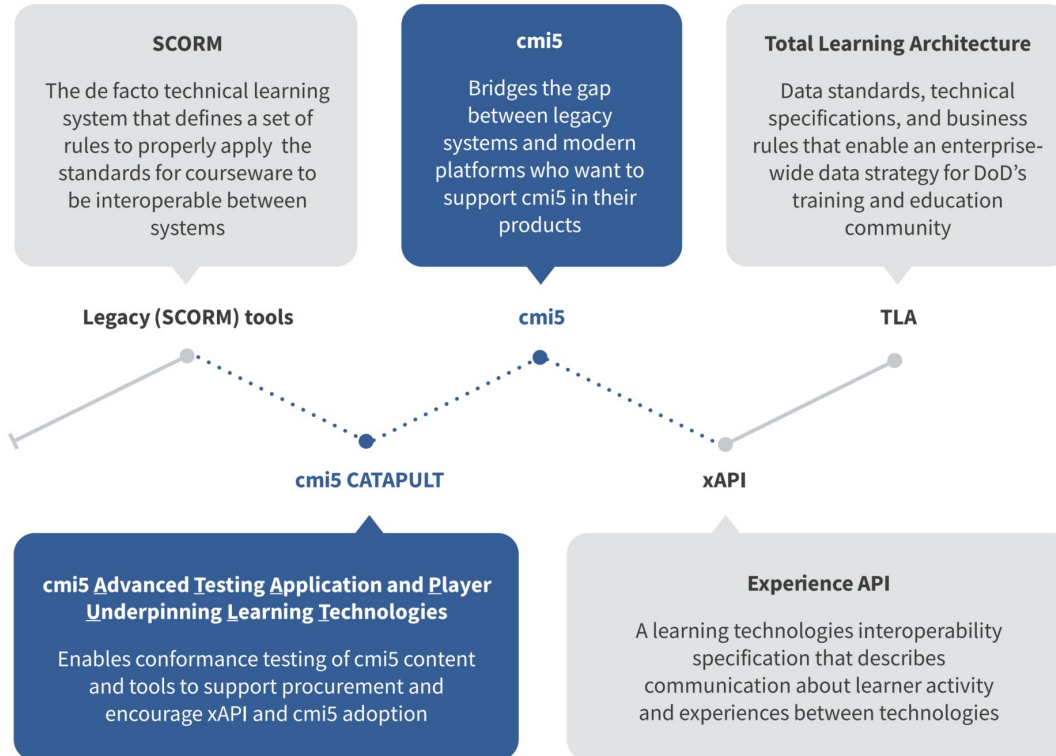 SCORM
The de facto technical learning
system that defines a set of
rules to properly apply the
standards for courseware to
be interoperable between
systems
cmi5
Bridges the gap
between legacy
systems and modern
platforms who want to
support cmi5 in their
products
Total Learning Architecture
Data standards, technical
specifications, and business
rules that enable an enterprise-
wide data strategy for DoD’s
training and education
community
Legacy (SCORM) tools
cmi5
TLA
cmi5 CATAPULT
xAPI
cmi5 Advanced Testing Application and Player
Underpinning Learning Technologies
Enables conformance testing of cmi5 content
and tools to support procurement and
encourage xAPI and cmi5 adoption
Experience API
A learning technologies interoperability
specification that describes
communication about learner activity
and experiences between technologies